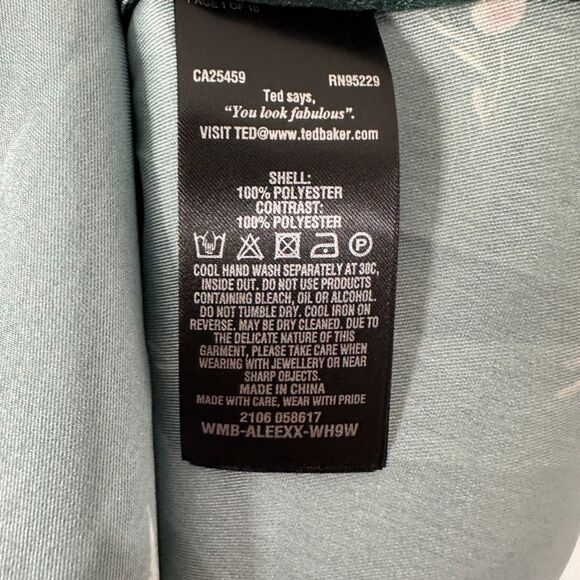 PAGE 1 OF 10
CA25459 RN95229
Ted says,
"You look fabulous".
VISIT TED@www.tedbaker.com
SHELL:
100% POLYESTER
CONTRAST:
100% POLYESTER
P
COOL HAND WASH SEPARATELY AT 30C,
INSIDE OUT. DO NOT USE PRODUCTS
CONTAINING BLEACH, OIL OR ALCOHOL.
DO NOT TUMBLE DRY. COOL IRON ON
REVERSE. MAY BE DRY CLEANED. DUE TO
THE DELICATE NATURE OF THIS
GARMENT, PLEASE TAKE CARE WHEN
WEARING WITH JEWELLERY OR NEAR
SHARP OBJECTS.
MADE IN CHINA
MADE WITH CARE, WEAR WITH PRIDE
2106 058617
WMB-ALEEXX-WH9W